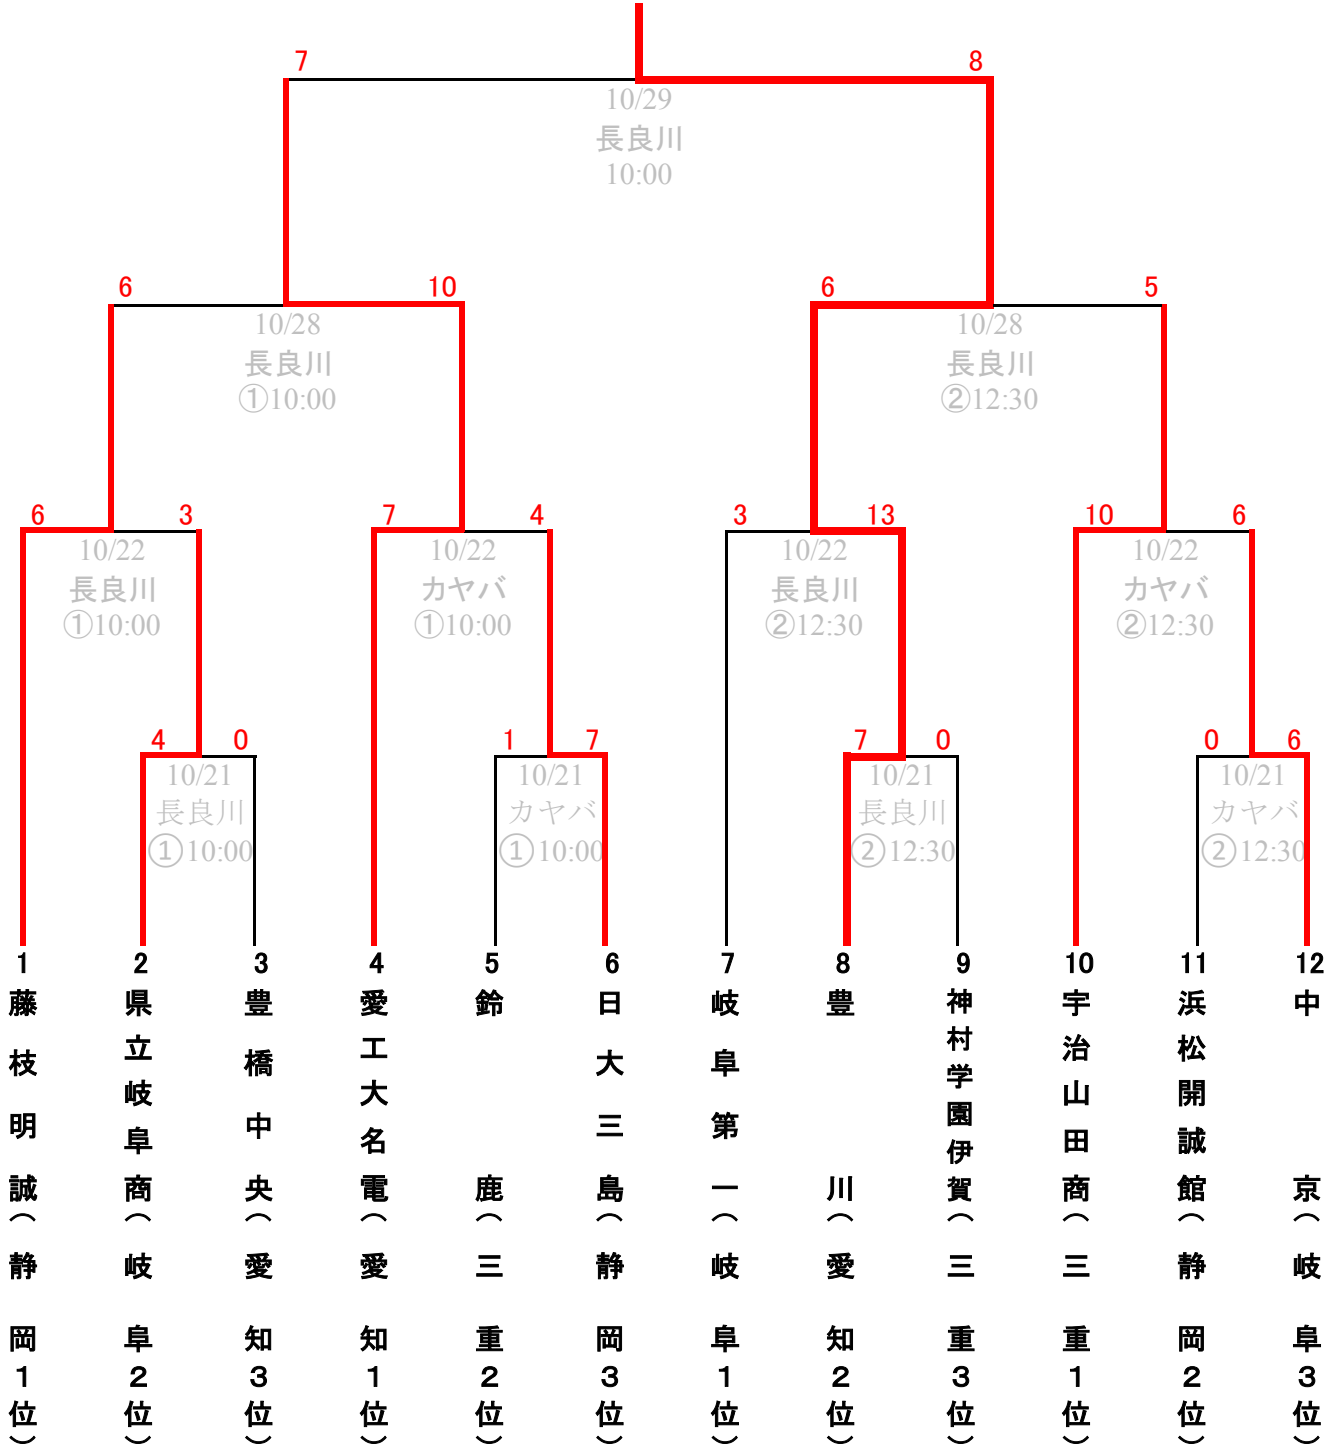 7 8
10/29
長良川
10:00
6 10 6 5
10/28 10/28
長良川 長良川
①10:00 ②12:30
6 3 7 4 3 13 10 6
10/22 10/22 10/22 10/22
長良川 カヤバ 長良川 カヤバ
①10:00 ①10:00 ②12:30 ②12:30
4 0 1 7 7 0 0 6
10/21 10/21 10/21 10/21
長良川 カヤバ 長良川 カヤバ
①10:00 ①10:00 ②12:30 ②12:30
1 藤枝明誠(静岡1位)
2 県立岐阜商(岐阜2位)
3 豊橋中央(愛知3位)
4 愛工大名電(愛知1位)
5 鈴鹿(三重2位)
6 日大三島(静岡3位)
7 岐阜第一(岐阜1位)
8 豊川(愛知2位)
9 神村学園伊賀(三重3位)
10 宇治山田商(三重1位)
11 浜松開誠館(静岡2位)
12 中京(岐阜3位)